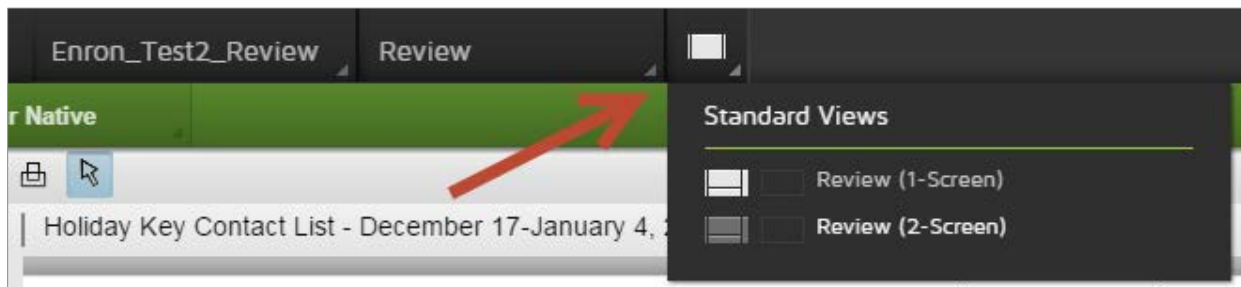 Enron_Test2_Review
Review
r Native
Standard Views
Review (1-Screen)
Holiday Key Contact List - December 17-January 4,
Review (2-Screen)